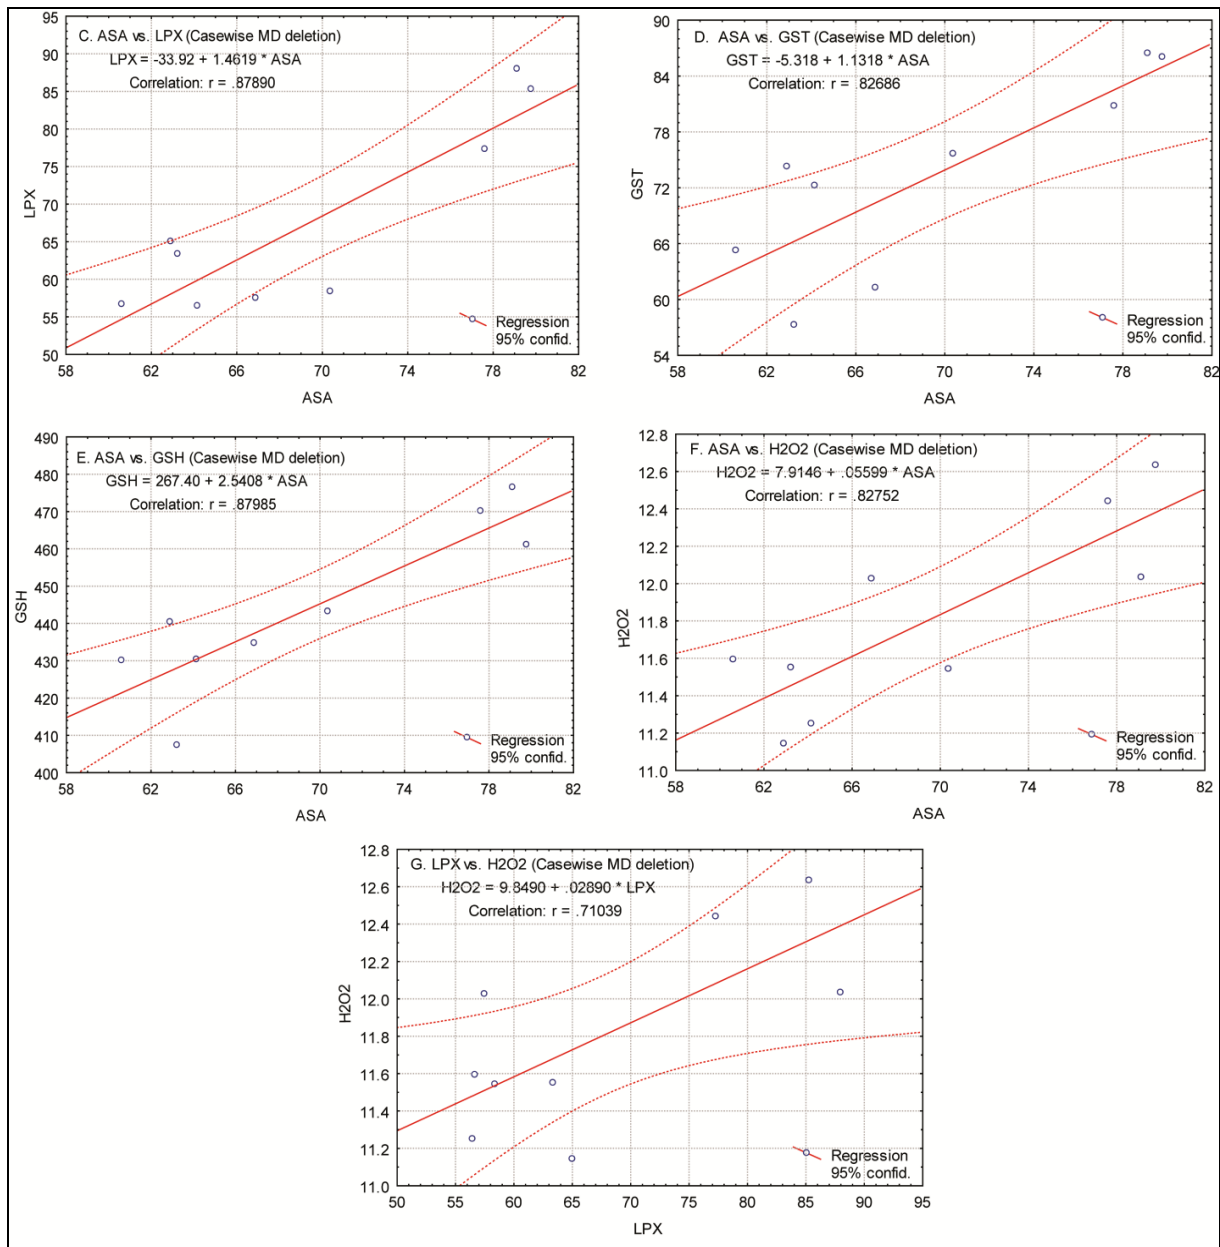 C. ASA vs. LPX (Casewise MD deletion)
LPX = -33.92 + 1.4619 * ASA
Correlation: r = .87890
95
90
85
80
75
70
65
60
55
50
LPX
58 62 66 70 74 78 82
ASA
Regression
95% confid.
D. ASA vs. GST (Casewise MD deletion)
GST = -5.318 + 1.1318 * ASA
Correlation: r = .82686
90
84
78
72
66
60
54
GST
58 62 66 70 74 78 82
ASA
Regression
95% confid.
E. ASA vs. GSH (Casewise MD deletion)
GSH = 267.40 + 2.5408 * ASA
Correlation: r = .87985
490
480
470
460
450
440
430
420
410
400
GSH
58 62 66 70 74 78 82
ASA
Regression
95% confid.
F. ASA vs. H2O2 (Casewise MD deletion)
H2O2 = 7.9146 + .05599 * ASA
Correlation: r = .82752
12.8
12.6
12.4
12.2
12.0
11.8
11.6
11.4
11.2
11.0
H2O2
58 62 66 70 74 78 82
ASA
Regression
95% confid.
G. LPX vs. H2O2 (Casewise MD deletion)
H2O2 = 9.8490 + .02890 * LPX
Correlation: r = .71039
12.8
12.6
12.4
12.2
12.0
11.8
11.6
11.4
11.2
11.0
H2O2
50 55 60 65 70 75 80 85 90 95
LPX
Regression
95% confid.